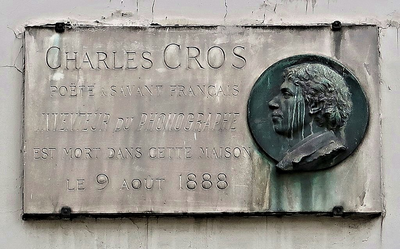 CHARLES CROS
POÈTE & SAVANT FRANÇAIS
INVENTEUR DU PHONOGRAPHE
EST MORT DANS CETTE MAISON
LE 9 AOUT 1888